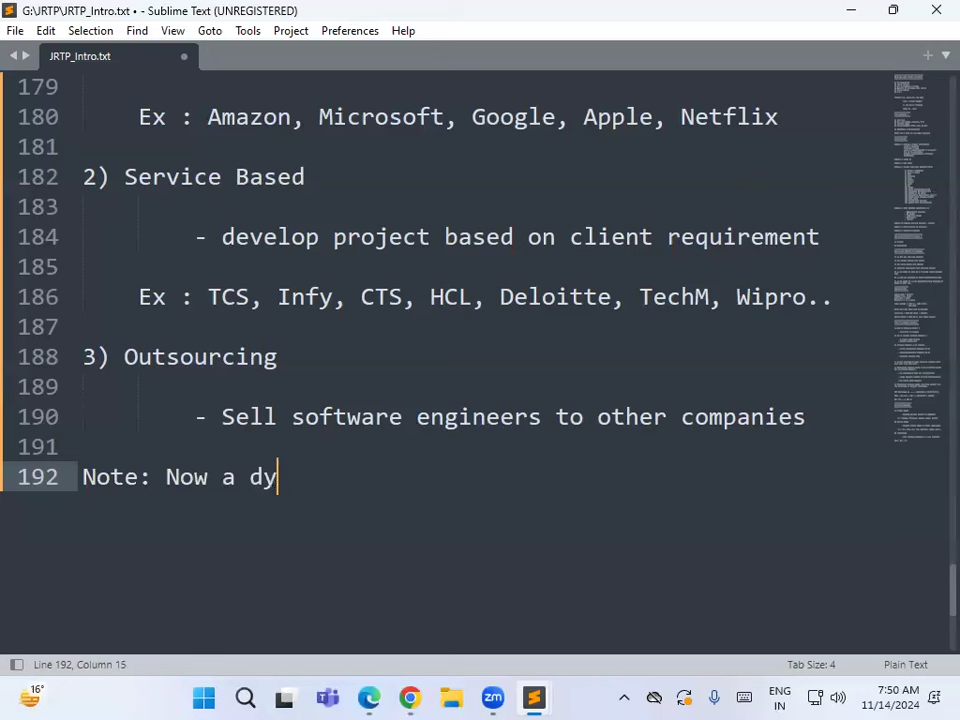 G:\JRTP\JRTP_Intro.txt • - Sublime Text (UNREGISTERED)
File Edit Selection Find View Goto Tools Project Preferences Help
JRTP_Intro.txt
179
180 Ex : Amazon, Microsoft, Google, Apple, Netflix
181
182 2) Service Based
183
184 - develop project based on client requirement
185
186 Ex : TCS, Infy, CTS, HCL, Deloitte, TechM, Wipro..
187
188 3) Outsourcing
189
190 - Sell software engineers to other companies
191
192 Note: Now a dy
Line 192, Column 15 Tab Size: 4 Plain Text
16°
ENG
IN
7:50 AM
11/14/2024